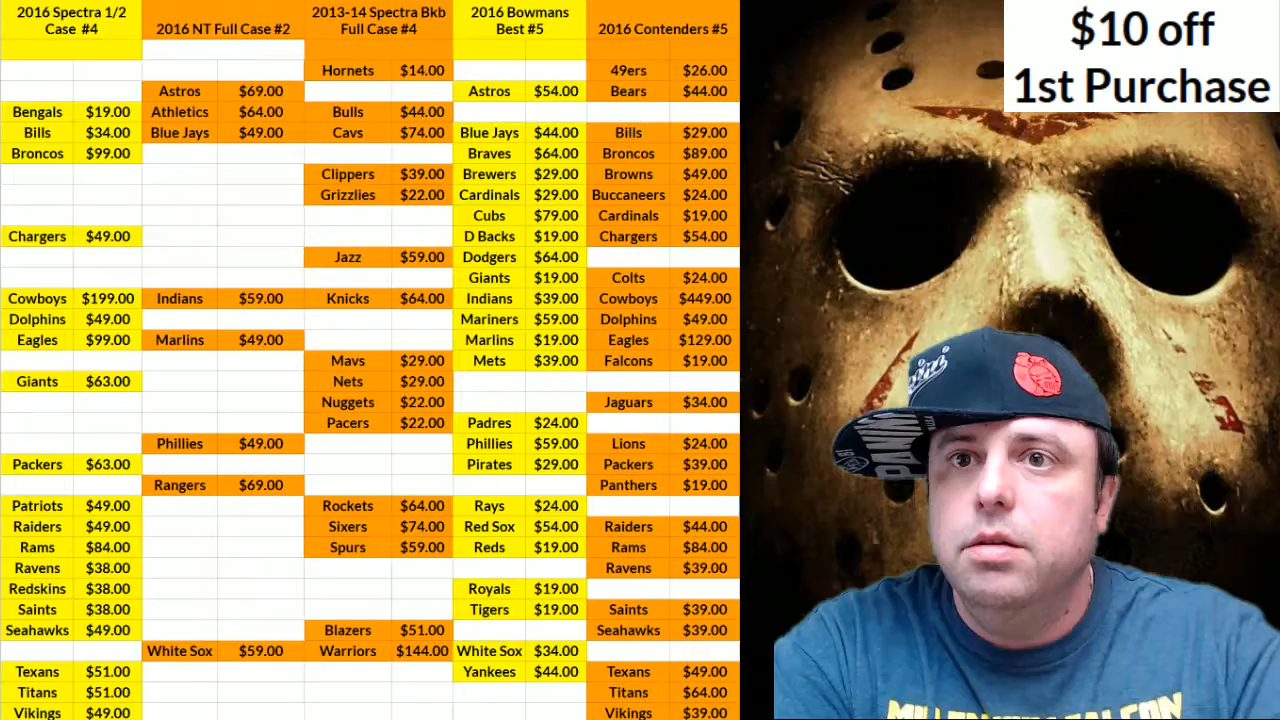 2016 Spectra 1/2 Case #4
2016 NT Full Case #2
2013-14 Spectra Bkb Full Case #4
2016 Bowmans Best #5
2016 Contenders #5
$10 off
1st Purchase
Hornets $14.00 49ers $26.00
Astros $69.00 Astros $54.00 Bears $44.00
Bengals $19.00 Athletics $64.00 Bulls $44.00
Bills $34.00 Blue Jays $49.00 Cavs $74.00 Blue Jays $44.00 Bills $29.00
Broncos $99.00 Braves $64.00 Broncos $89.00
Clippers $39.00 Brewers $29.00 Browns $49.00
Grizzlies $22.00 Cardinals $29.00 Buccaneers $24.00
Cubs $79.00 Cardinals $19.00
Chargers $49.00 D Backs $19.00 Chargers $54.00
Jazz $59.00 Dodgers $64.00
Giants $19.00 Colts $24.00
Cowboys $199.00 Indians $59.00 Knicks $64.00 Indians $39.00 Cowboys $449.00
Dolphins $49.00 Mariners $59.00 Dolphins $49.00
Eagles $99.00 Marlins $49.00 Marlins $19.00 Eagles $129.00
Mavs $29.00 Mets $39.00 Falcons $19.00
Giants $63.00 Nets $29.00
Nuggets $22.00 Jaguars $34.00
Pacers $22.00 Padres $24.00
Phillies $49.00 Phillies $59.00 Lions $24.00
Packers $63.00 Pirates $29.00 Packers $39.00
Rangers $69.00 Panthers $19.00
Patriots $49.00 Rockets $64.00 Rays $24.00
Raiders $49.00 Sixers $74.00 Red Sox $54.00 Raiders $44.00
Rams $84.00 Spurs $59.00 Reds $19.00 Rams $84.00
Ravens $38.00 Ravens $39.00
Redskins $38.00 Royals $19.00
Saints $38.00 Tigers $19.00 Saints $39.00
Seahawks $49.00 Blazers $51.00 Seahawks $39.00
White Sox $59.00 Warriors $144.00 White Sox $34.00
Texans $51.00 Yankees $44.00 Texans $49.00
Titans $51.00 Titans $64.00
Vikings $49.00 Vikings $39.00
PAWN
MILLENNIUM FALCON